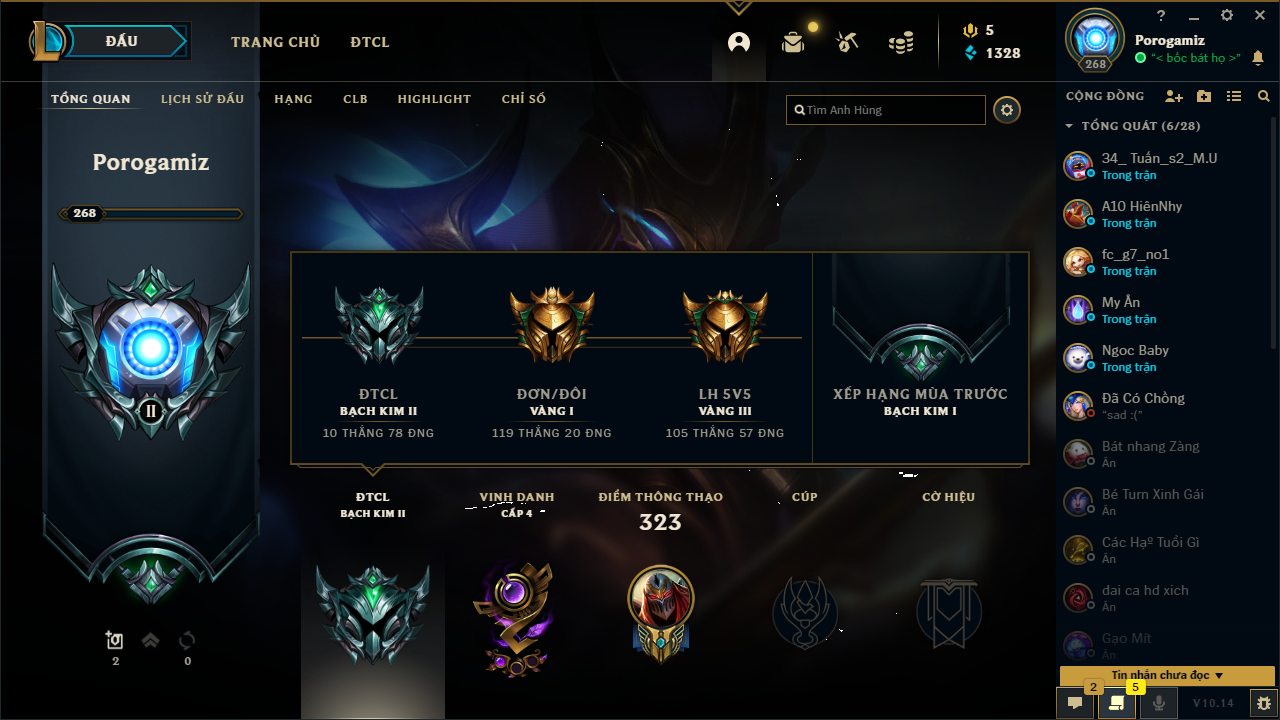 ĐẤU
TRANG CHỦ
ĐTCL
5
1328
?
Porogamiz
268
"< bốc bát họ >"
TỔNG QUAN
LỊCH SỬ ĐẤU
HẠNG
CLB
HIGHLIGHT
CHỈ SỐ
Tìm Anh Hùng
CỘNG ĐỒNG
TỔNG QUÁT (6/28)
Porogamiz
268
II
2
0
ĐTCL
BẠCH KIM II
10 THẮNG 78 ĐNG
ĐƠN/ĐÔI
VÀNG I
119 THẮNG 20 ĐNG
LH 5V5
VÀNG III
105 THẮNG 57 ĐNG
XẾP HẠNG MÙA TRƯỚC
BẠCH KIM I
ĐTCL
BẠCH KIM II
VINH DANH
CẤP 4
ĐIỂM THÔNG THẠO
323
CÚP
CỜ HIỆU
34_ Tuấn_s2_M.U
Trong trận
A10 HiênNhy
Trong trận
fc_g7_no1
Trong trận
My Ǻn
Trong trận
Ngoc Baby
Trong trận
Đã Có Chồng
"sad :("
Bát nhang Zàng
Ẩn
Bé Turn Xinh Gái
Ẩn
Các Hạº Tuổi Gì
Ẩn
dai ca hd xich
Ẩn
Gạo Mít
Ẩn
Tin nhắn chưa đọc
2
5
V10.14